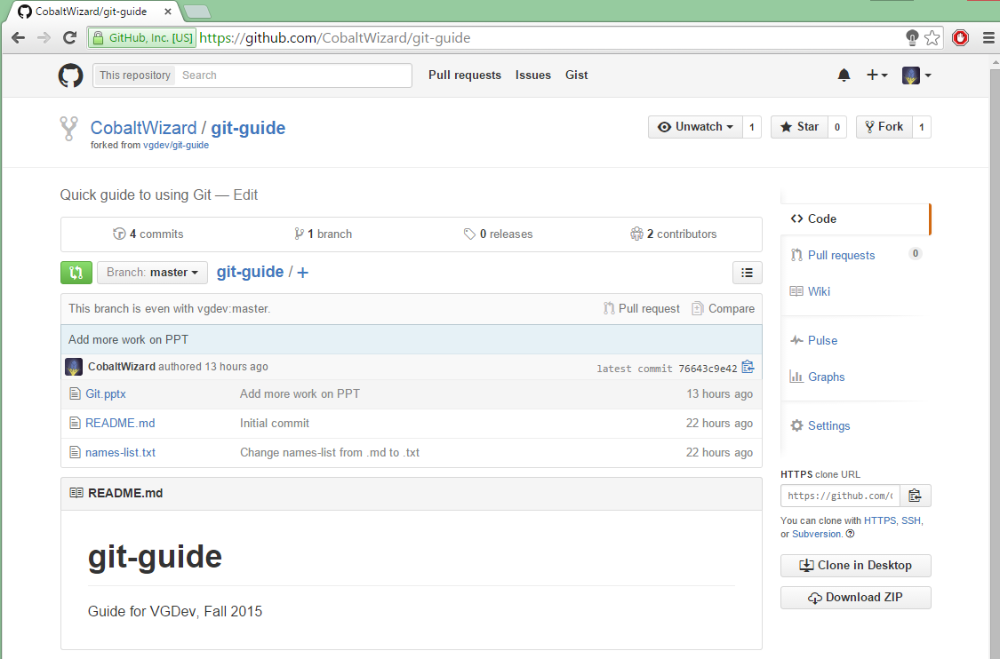 CobaltWizard/git-guide
GitHub, Inc. [US] https://github.com/CobaltWizard/git-guide
This repository Search Pull requests Issues Gist
CobaltWizard / git-guide
forked from vgdev/git-guide
Unwatch 1 Star 0 Fork 1
Quick guide to using Git — Edit
4 commits 1 branch 0 releases 2 contributors
Branch: master git-guide / +
This branch is even with vgdev:master. Pull request Compare
Add more work on PPT
CobaltWizard authored 13 hours ago latest commit 76643c9e42
Git.pptx Add more work on PPT 13 hours ago
README.md Initial commit 22 hours ago
names-list.txt Change names-list from .md to .txt 22 hours ago
README.md
git-guide
Guide for VGDev, Fall 2015
Code
Pull requests 0
Wiki
Pulse
Graphs
Settings
HTTPS clone URL
https://github.com/
You can clone with HTTPS, SSH,
or Subversion.
Clone in Desktop
Download ZIP